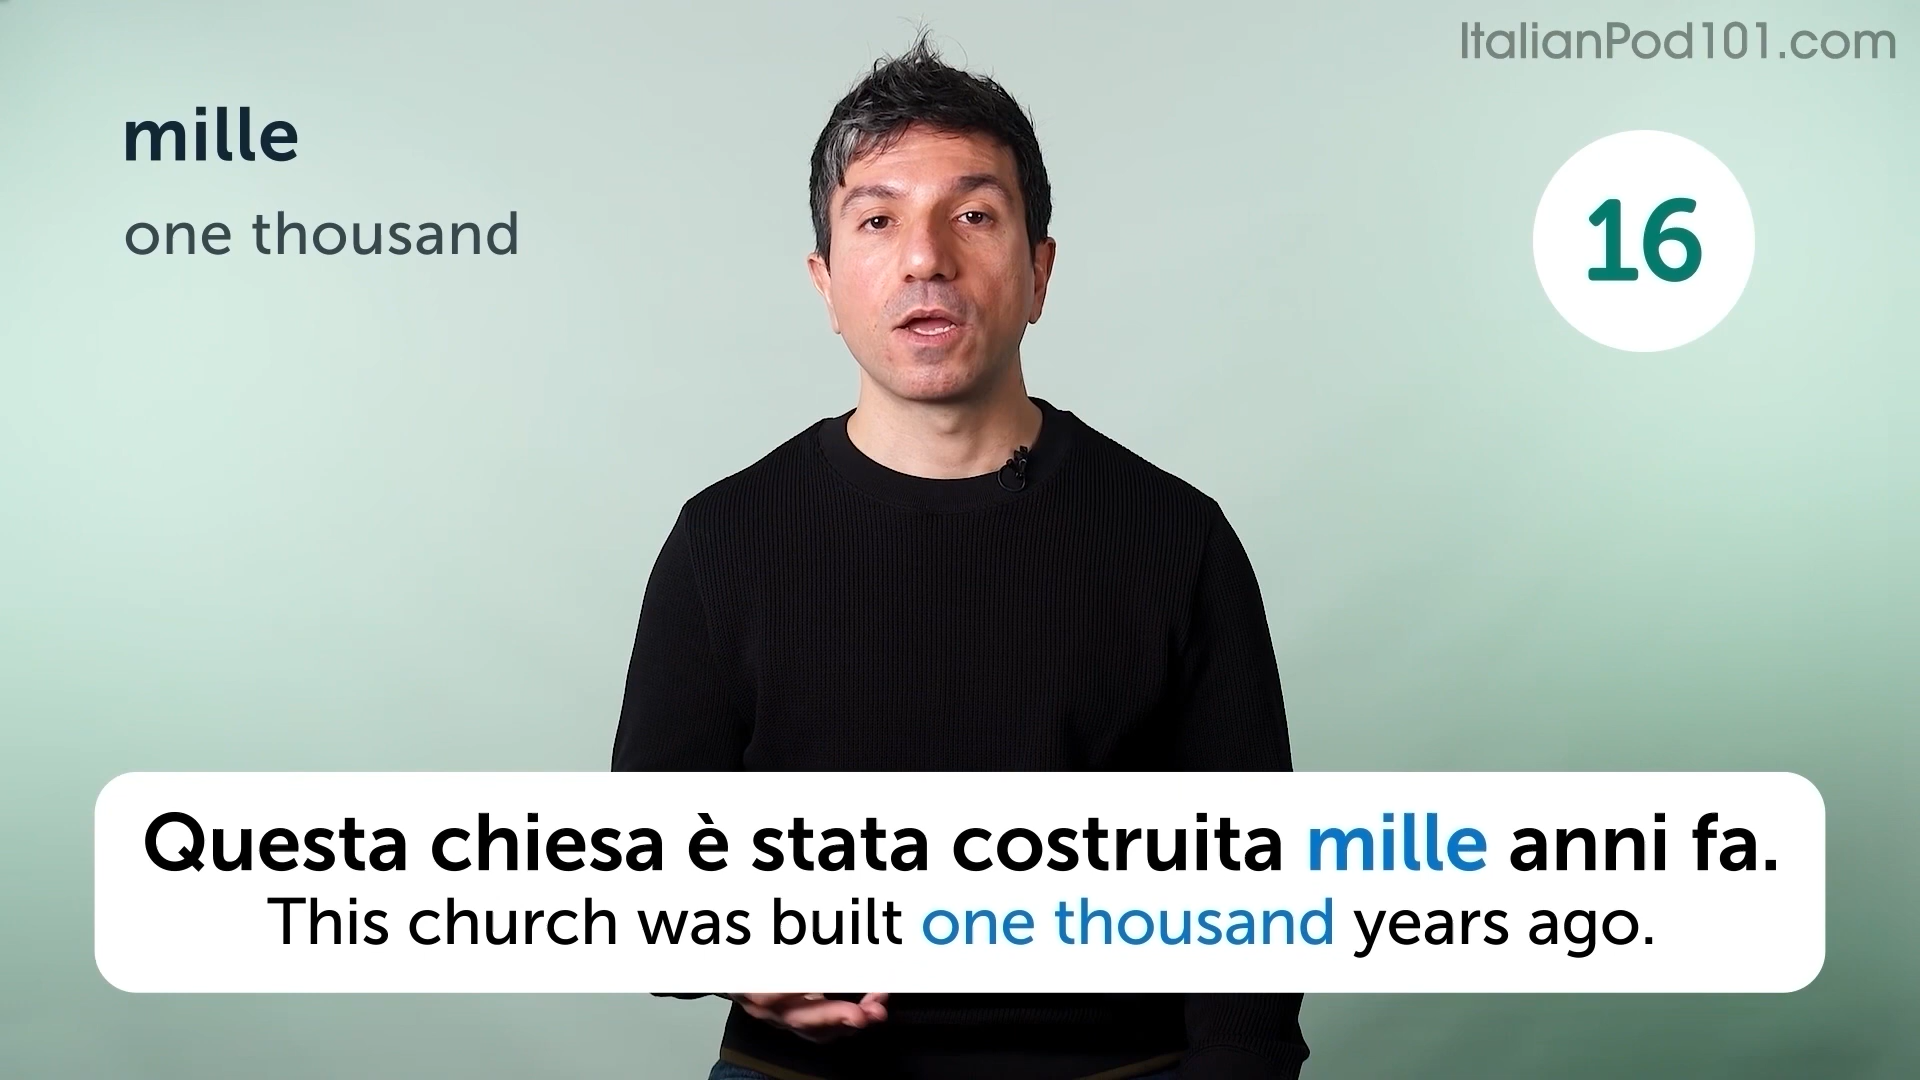 ItalianPod101.com
mille
one thousand
16
Questa chiesa è stata costruita mille anni fa.
This church was built one thousand years ago.